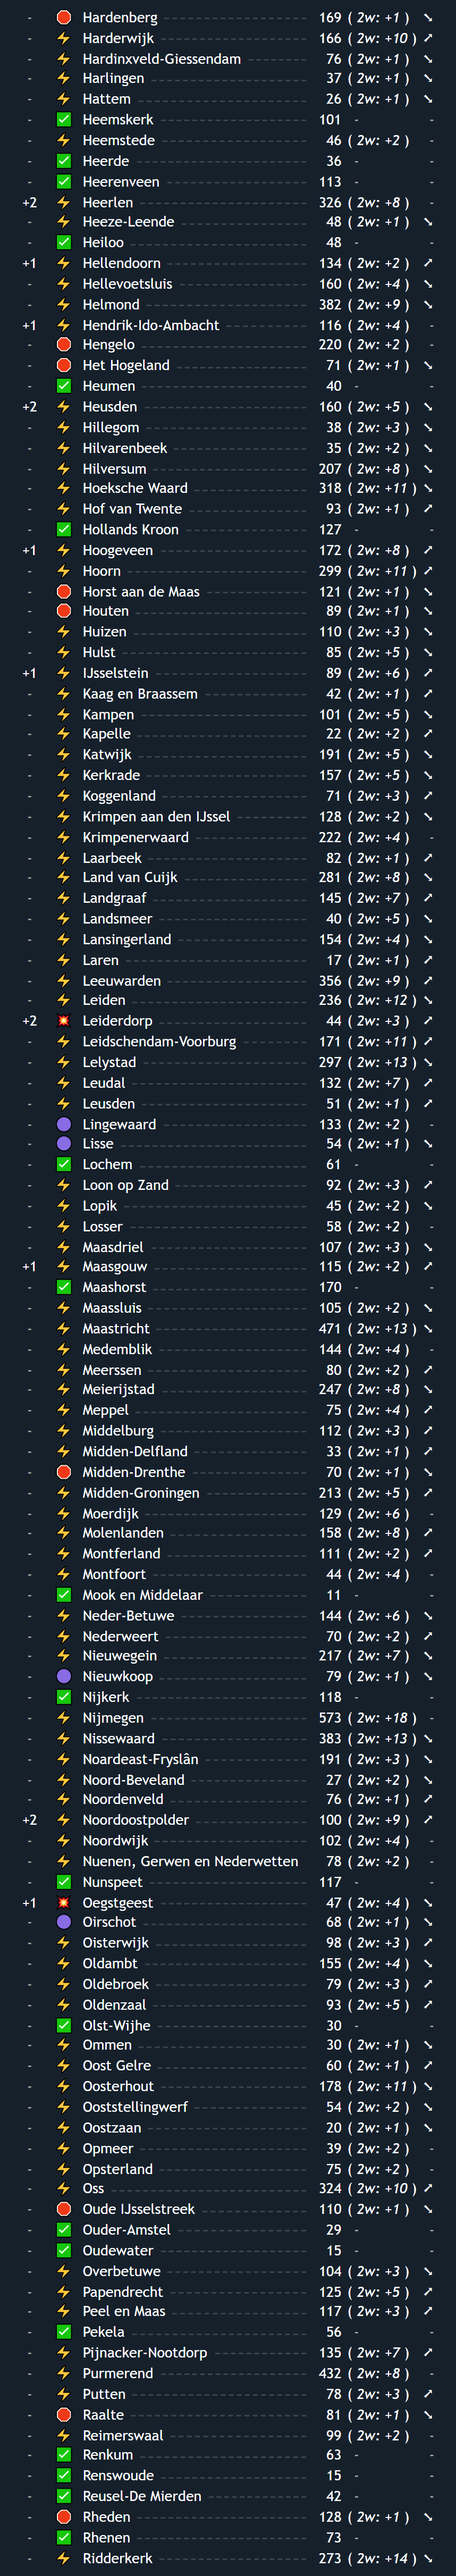 - Hardenberg 169 ( 2w: +1 ) ↘
- Harderwijk 166 ( 2w: +10 ) ↗
- Hardinxveld-Giessendam 76 ( 2w: +1 ) ↘
- Harlingen 37 ( 2w: +1 ) ↘
- Hattem 26 ( 2w: +1 ) ↘
- Heemskerk 101 - -
- Heemstede 46 ( 2w: +2 ) -
- Heerde 36 - -
- Heerenveen 113 - -
+2 Heerlen 326 ( 2w: +8 ) -
- Heeze-Leende 48 ( 2w: +1 ) ↘
- Heiloo 48 - -
+1 Hellendoorn 134 ( 2w: +2 ) ↗
- Hellevoetsluis 160 ( 2w: +4 ) ↘
- Helmond 382 ( 2w: +9 ) ↘
+1 Hendrik-Ido-Ambacht 116 ( 2w: +4 ) -
- Hengelo 220 ( 2w: +2 ) -
- Het Hogeland 71 ( 2w: +1 ) ↘
- Heumen 40 - -
+2 Heusden 160 ( 2w: +5 ) ↘
- Hillegom 38 ( 2w: +3 ) ↘
- Hilvarenbeek 35 ( 2w: +2 ) ↘
- Hilversum 207 ( 2w: +8 ) ↘
- Hoeksche Waard 318 ( 2w: +11 ) ↘
- Hof van Twente 93 ( 2w: +1 ) ↗
- Hollands Kroon 127 - -
+1 Hoogeveen 172 ( 2w: +8 ) ↗
- Hoorn 299 ( 2w: +11 ) ↗
- Horst aan de Maas 121 ( 2w: +1 ) ↘
- Houten 89 ( 2w: +1 ) ↘
- Huizen 110 ( 2w: +3 ) ↘
- Hulst 85 ( 2w: +5 ) ↘
+1 IJsselstein 89 ( 2w: +6 ) ↗
- Kaag en Braassem 42 ( 2w: +1 ) ↗
- Kampen 101 ( 2w: +5 ) ↘
- Kapelle 22 ( 2w: +2 ) ↗
- Katwijk 191 ( 2w: +5 ) ↘
- Kerkrade 157 ( 2w: +5 ) ↘
- Koggenland 71 ( 2w: +3 ) ↗
- Krimpen aan den IJssel 128 ( 2w: +2 ) ↘
- Krimpenerwaard 222 ( 2w: +4 ) -
- Laarbeek 82 ( 2w: +1 ) ↗
- Land van Cuijk 281 ( 2w: +8 ) ↘
- Landgraaf 145 ( 2w: +7 ) ↗
- Landsmeer 40 ( 2w: +5 ) ↘
- Lansingerland 154 ( 2w: +4 ) ↘
- Laren 17 ( 2w: +1 ) ↗
- Leeuwarden 356 ( 2w: +9 ) ↗
- Leiden 236 ( 2w: +12 ) ↘
+2 Leiderdorp 44 ( 2w: +3 ) ↗
- Leidschendam-Voorburg 171 ( 2w: +11 ) ↗
- Lelystad 297 ( 2w: +13 ) ↘
- Leudal 132 ( 2w: +7 ) ↗
- Leusden 51 ( 2w: +1 ) ↗
- Lingewaard 133 ( 2w: +2 ) -
- Lisse 54 ( 2w: +1 ) ↘
- Lochem 61 - -
- Loon op Zand 92 ( 2w: +3 ) ↗
- Lopik 45 ( 2w: +2 ) ↘
- Losser 58 ( 2w: +2 ) -
- Maasdriel 107 ( 2w: +3 ) ↘
+1 Maasgouw 115 ( 2w: +2 ) ↗
- Maashorst 170 - -
- Maassluis 105 ( 2w: +2 ) ↘
- Maastricht 471 ( 2w: +13 ) ↘
- Medemblik 144 ( 2w: +4 ) -
- Meerssen 80 ( 2w: +2 ) ↗
- Meierijstad 247 ( 2w: +8 ) ↘
- Meppel 75 ( 2w: +4 ) ↗
- Middelburg 112 ( 2w: +3 ) ↗
- Midden-Delfland 33 ( 2w: +1 ) ↗
- Midden-Drenthe 70 ( 2w: +1 ) ↘
- Midden-Groningen 213 ( 2w: +5 ) ↗
- Moerdijk 129 ( 2w: +6 ) -
- Molenlanden 158 ( 2w: +8 ) ↗
- Montferland 111 ( 2w: +2 ) ↗
- Montfoort 44 ( 2w: +4 ) -
- Mook en Middelaar 11 - -
- Neder-Betuwe 144 ( 2w: +6 ) ↘
- Nederweert 70 ( 2w: +2 ) ↗
- Nieuwegein 217 ( 2w: +7 ) ↘
- Nieuwkoop 79 ( 2w: +1 ) ↘
- Nijkerk 118 - -
- Nijmegen 573 ( 2w: +18 ) -
- Nissewaard 383 ( 2w: +13 ) ↘
- Noardeast-Fryslân 191 ( 2w: +3 ) ↘
- Noord-Beveland 27 ( 2w: +2 ) ↘
- Noordenveld 76 ( 2w: +1 ) ↗
+2 Noordoostpolder 100 ( 2w: +9 ) ↗
- Noordwijk 102 ( 2w: +4 ) -
- Nuenen, Gerwen en Nederwetten 78 ( 2w: +2 ) -
- Nunspeet 117 - -
+1 Oegstgeest 47 ( 2w: +4 ) ↘
- Oirschot 68 ( 2w: +1 ) ↘
- Oisterwijk 98 ( 2w: +3 ) ↗
- Oldambt 155 ( 2w: +4 ) ↘
- Oldebroek 79 ( 2w: +3 ) ↗
- Oldenzaal 93 ( 2w: +5 ) ↗
- Olst-Wijhe 30 - -
- Ommen 30 ( 2w: +1 ) ↘
- Oost Gelre 60 ( 2w: +1 ) ↗
- Oosterhout 178 ( 2w: +11 ) ↘
- Ooststellingwerf 54 ( 2w: +2 ) ↘
- Oostzaan 20 ( 2w: +1 ) ↘
- Opmeer 39 ( 2w: +2 ) -
- Opsterland 75 ( 2w: +2 ) -
- Oss 324 ( 2w: +10 ) ↗
- Oude IJsselstreek 110 ( 2w: +1 ) ↘
- Ouder-Amstel 29 - -
- Oudewater 15 - -
- Overbetuwe 104 ( 2w: +3 ) ↘
- Papendrecht 125 ( 2w: +5 ) ↗
- Peel en Maas 117 ( 2w: +3 ) ↗
- Pekela 56 - -
- Pijnacker-Nootdorp 135 ( 2w: +7 ) ↗
- Purmerend 432 ( 2w: +8 ) -
- Putten 78 ( 2w: +3 ) ↗
- Raalte 81 ( 2w: +1 ) ↘
- Reimerswaal 99 ( 2w: +2 ) -
- Renkum 63 - -
- Renswoude 15 - -
- Reusel-De Mierden 42 - -
- Rheden 128 ( 2w: +1 ) ↘
- Rhenen 73 - -
- Ridderkerk 273 ( 2w: +14 ) ↘